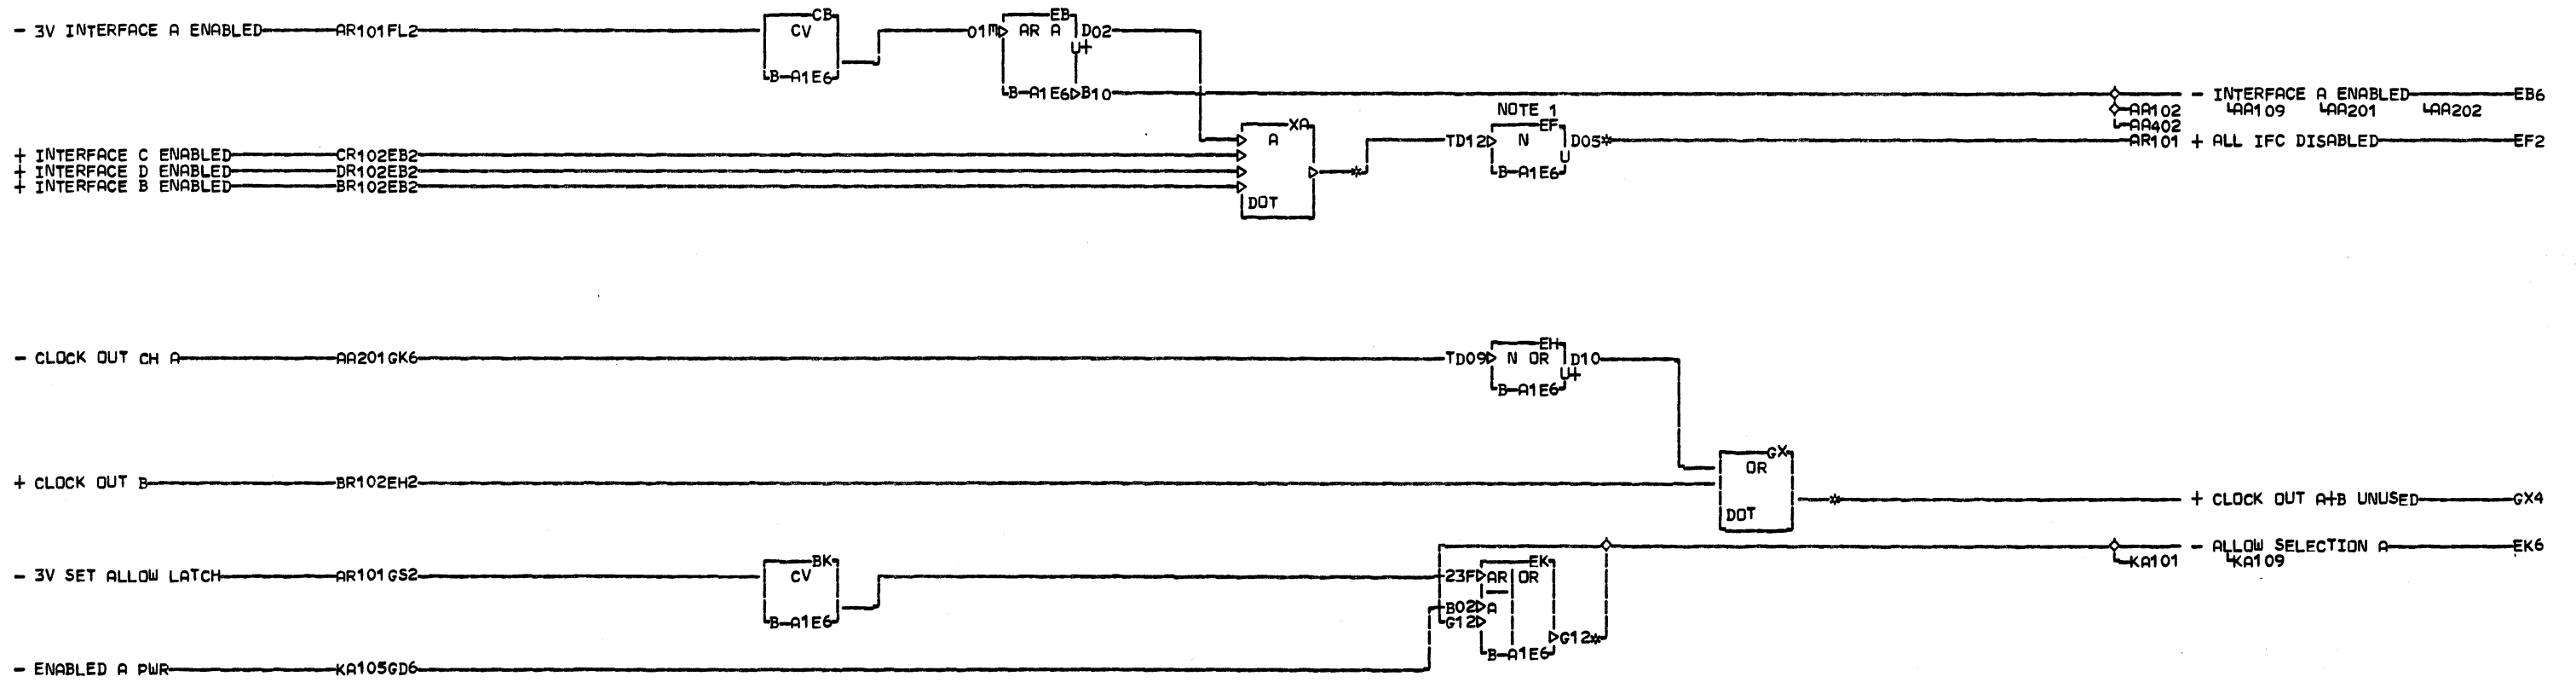 CB
EB
- 3V INTERFACE A ENABLED AR101FL2 CV 01M AR A D02
U+
B-A1E6
B-A1E6 B10 - INTERFACE A ENABLED EB6
NOTE 1 AA102 AA109 AA201 AA202
XA EF AA402
A TD12 N D05* AR101 + ALL IFC DISABLED EF2
+ INTERFACE C ENABLED CR102EB2
U
+ INTERFACE D ENABLED DR102EB2 * B-A1E6
+ INTERFACE B ENABLED BR102EB2
DOT
EH
- CLOCK OUT CH A AA201GK6 TD09 N OR D10
U+
B-A1E6
GX
OR
+ CLOCK OUT B BR102EH2
* + CLOCK OUT A+B UNUSED GX4
DOT
- ALLOW SELECTION A EK6
BK EK KA101 KA109
- 3V SET ALLOW LATCH AR101GS2 CV 23F AR OR
B02 A
B-A1E6 G12
G12*
B-A1E6
- ENABLED A PWR KA105GD6